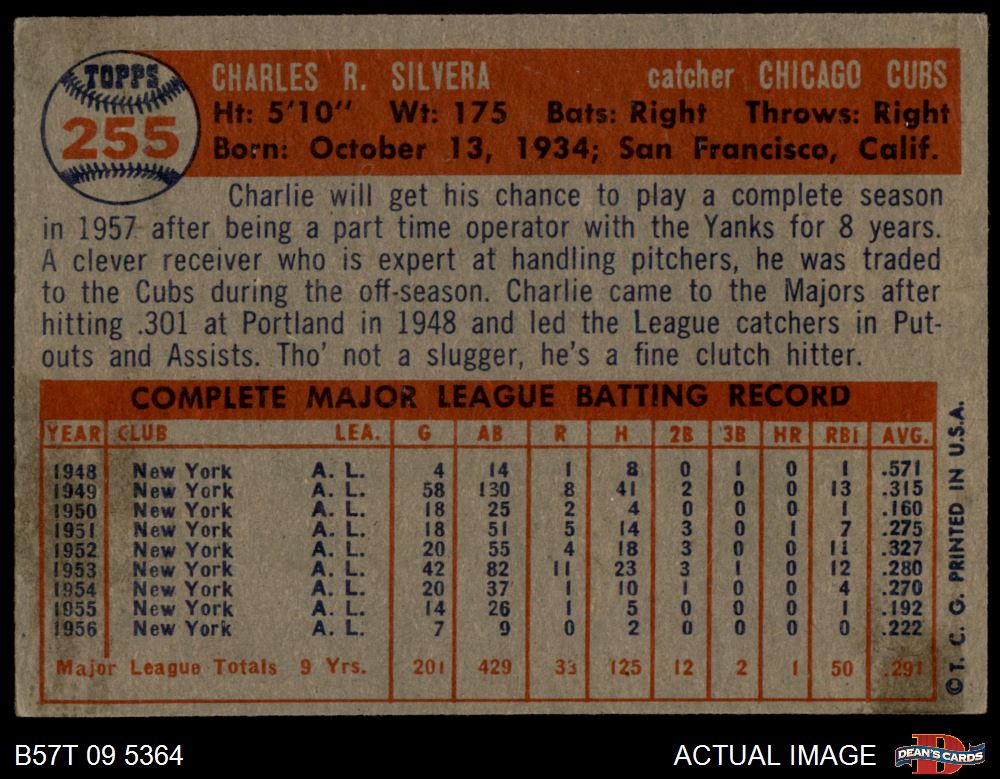 TOPPS
255
CHARLES R. SILVERA catcher CHICAGO CUBS
Ht: 5'10" Wt: 175 Bats: Right Throws: Right
Born: October 13, 1934; San Francisco, Calif.
Charlie will get his chance to play a complete season
in 1957 after being a part time operator with the Yanks for 8 years.
A clever receiver who is expert at handling pitchers, he was traded
to the Cubs during the off-season. Charlie came to the Majors after
hitting .301 at Portland in 1948 and led the League catchers in Put-
outs and Assists. Tho' not a slugger, he's a fine clutch hitter.
COMPLETE MAJOR LEAGUE BATTING RECORD
YEAR CLUB LEA. G AB R H 2B 3B HR RBI AVG.
1948 New York A. L. 4 14 1 8 0 1 0 1 .571
1949 New York A. L. 58 130 8 41 2 0 0 13 .315
1950 New York A. L. 18 25 2 4 0 0 0 1 .160
1951 New York A. L. 18 51 5 14 3 0 1 7 .275
1952 New York A. L. 20 55 4 18 3 0 0 11 .327
1953 New York A. L. 42 82 11 23 3 1 0 12 .280
1954 New York A. L. 20 37 1 10 1 0 0 4 .270
1955 New York A. L. 14 26 1 5 0 0 0 1 .192
1956 New York A. L. 7 9 0 2 0 0 0 0 .222
Major League Totals 9 Yrs. 201 429 33 125 12 2 1 50 .291
©T. C. G. PRINTED IN U.S.A.
B57T 09 5364 ACTUAL IMAGE
DEAN'S CARDS